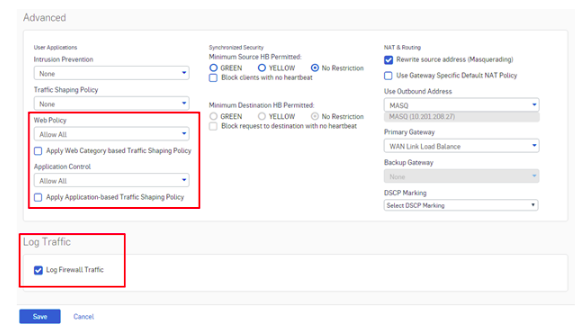 Advanced
User Applications
Intrusion Prevention
None
Traffic Shaping Policy
None
Web Policy
Allow All
Apply Web Category based Traffic Shaping Policy
Application Control
Allow All
Apply Application-based Traffic Shaping Policy
Synchronized Security
Minimum Source HB Permitted:
GREEN YELLOW No Restriction
Block clients with no heartbeat
Minimum Destination HB Permitted:
GREEN YELLOW No Restriction
Block request to destination with no heartbeat
NAT & Routing
Rewrite source address (Masquerading)
Use Gateway Specific Default NAT Policy
Use Outbound Address
MASQ
MASQ (10.201.208.27)
Primary Gateway
WAN Link Load Balance
Backup Gateway
None
DSCP Marking
Select DSCP Marking
Log Traffic
Log Firewall Traffic
Save Cancel